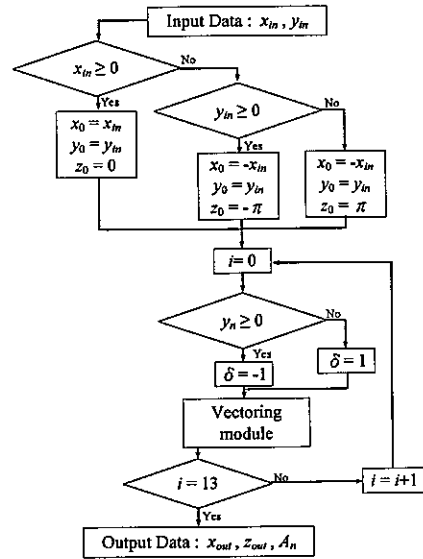 Input Data : x_in , y_in
x_in ≥ 0
No
Yes
x_0 = x_in
y_0 = y_in
z_0 = 0
y_in ≥ 0
No
Yes
x_0 = -x_in
y_0 = y_in
z_0 = - π
x_0 = -x_in
y_0 = y_in
z_0 = π
i= 0
y_n ≥ 0
No
Yes
δ = -1
δ = 1
Vectoring
module
i = 13
No
i = i+1
Yes
Output Data : x_out , z_out , A_n